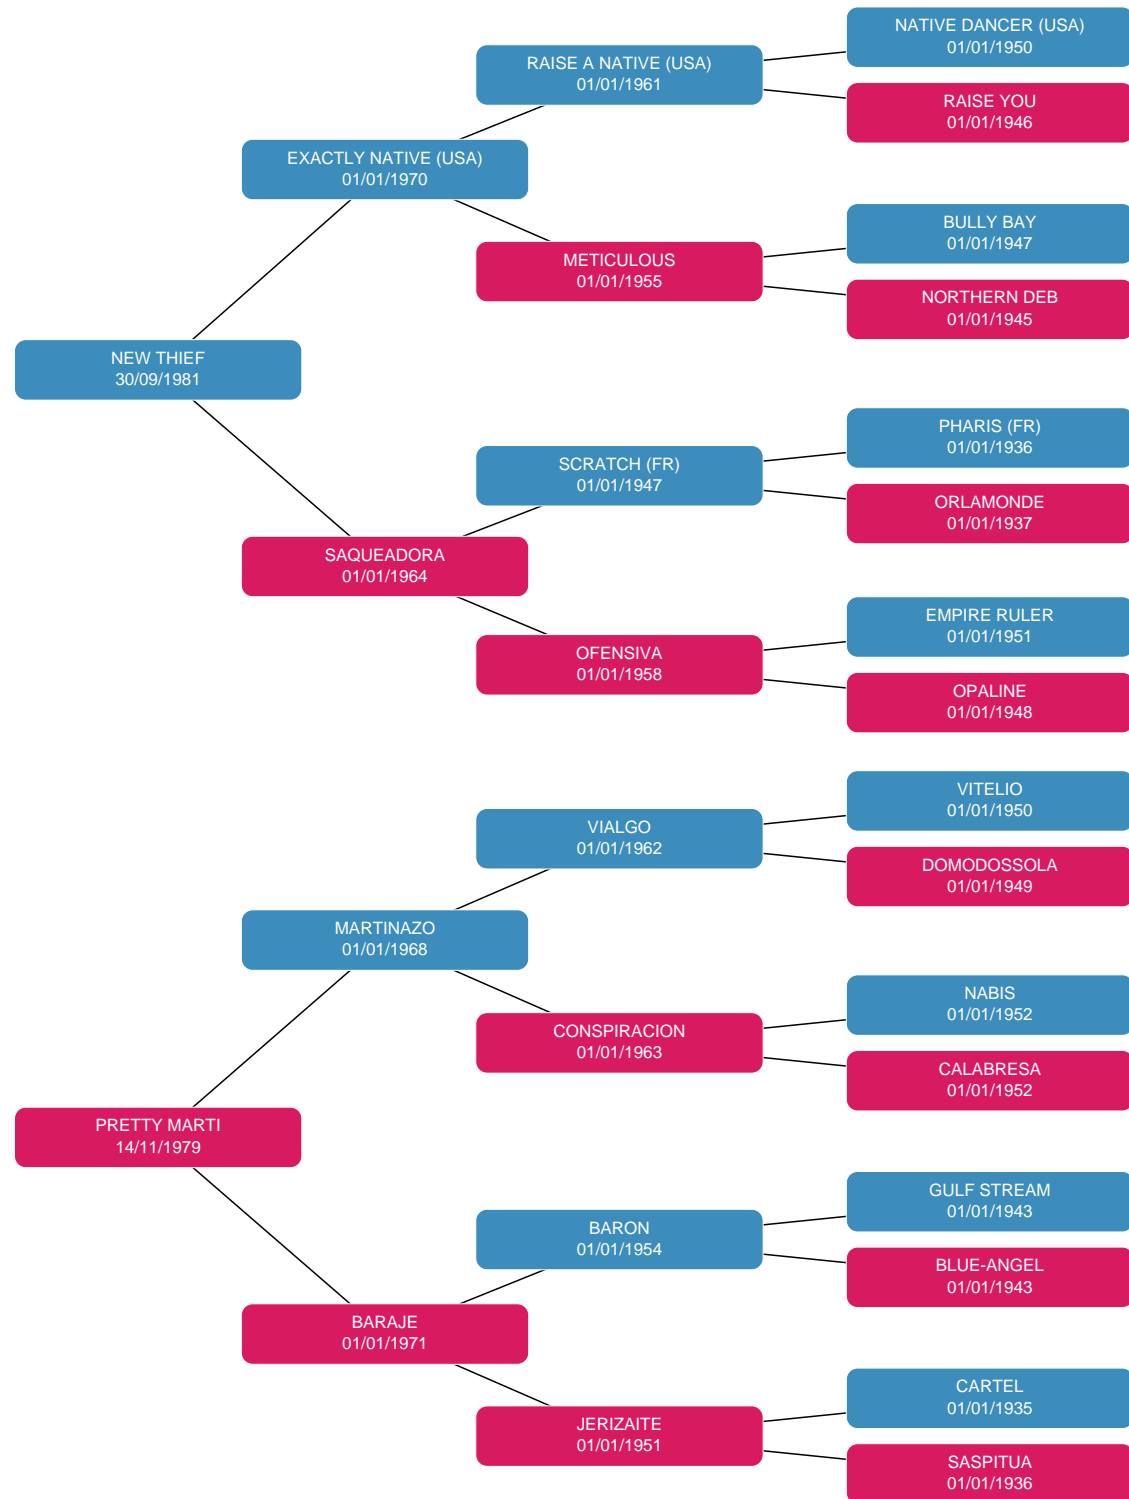 NATIVE DANCER (USA)
01/01/1950
RAISE A NATIVE (USA)
01/01/1961
RAISE YOU
01/01/1946
EXACTLY NATIVE (USA)
01/01/1970
BULLY BAY
01/01/1947
METICULOUS
01/01/1955
NORTHERN DEB
01/01/1945
NEW THIEF
30/09/1981
PHARIS (FR)
01/01/1936
SCRATCH (FR)
01/01/1947
ORLAMONDE
01/01/1937
SAQUEADORA
01/01/1964
EMPIRE RULER
01/01/1951
OFENSIVA
01/01/1958
OPALINE
01/01/1948
VITELIO
01/01/1950
VIALGO
01/01/1962
DOMODOSSOLA
01/01/1949
MARTINAZO
01/01/1968
NABIS
01/01/1952
CONSPIRACION
01/01/1963
CALABRESA
01/01/1952
PRETTY MARTI
14/11/1979
GULF STREAM
01/01/1943
BARON
01/01/1954
BLUE-ANGEL
01/01/1943
BARAJE
01/01/1971
CARTEL
01/01/1935
JERIZAITE
01/01/1951
SASPITUA
01/01/1936